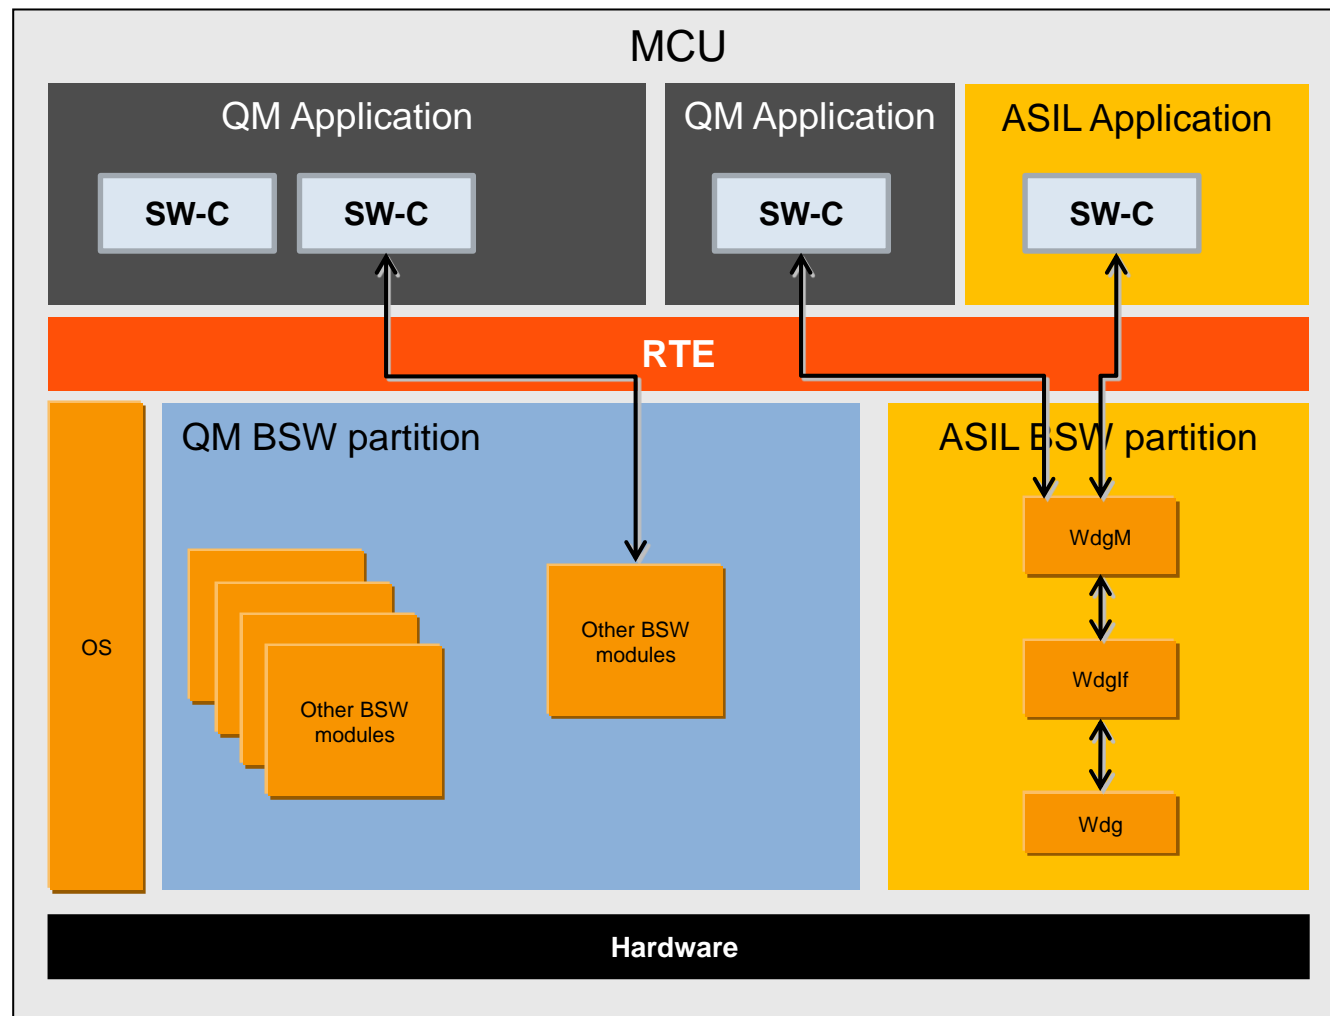 MCU
QM Application
QM Application
ASIL Application
SW-C
SW-C
SW-C
SW-C
RTE
QM BSW partition
ASIL BSW partition
OS
WdgM
Other BSW
modules
Other BSW
modules
WdgIf
Wdg
Hardware